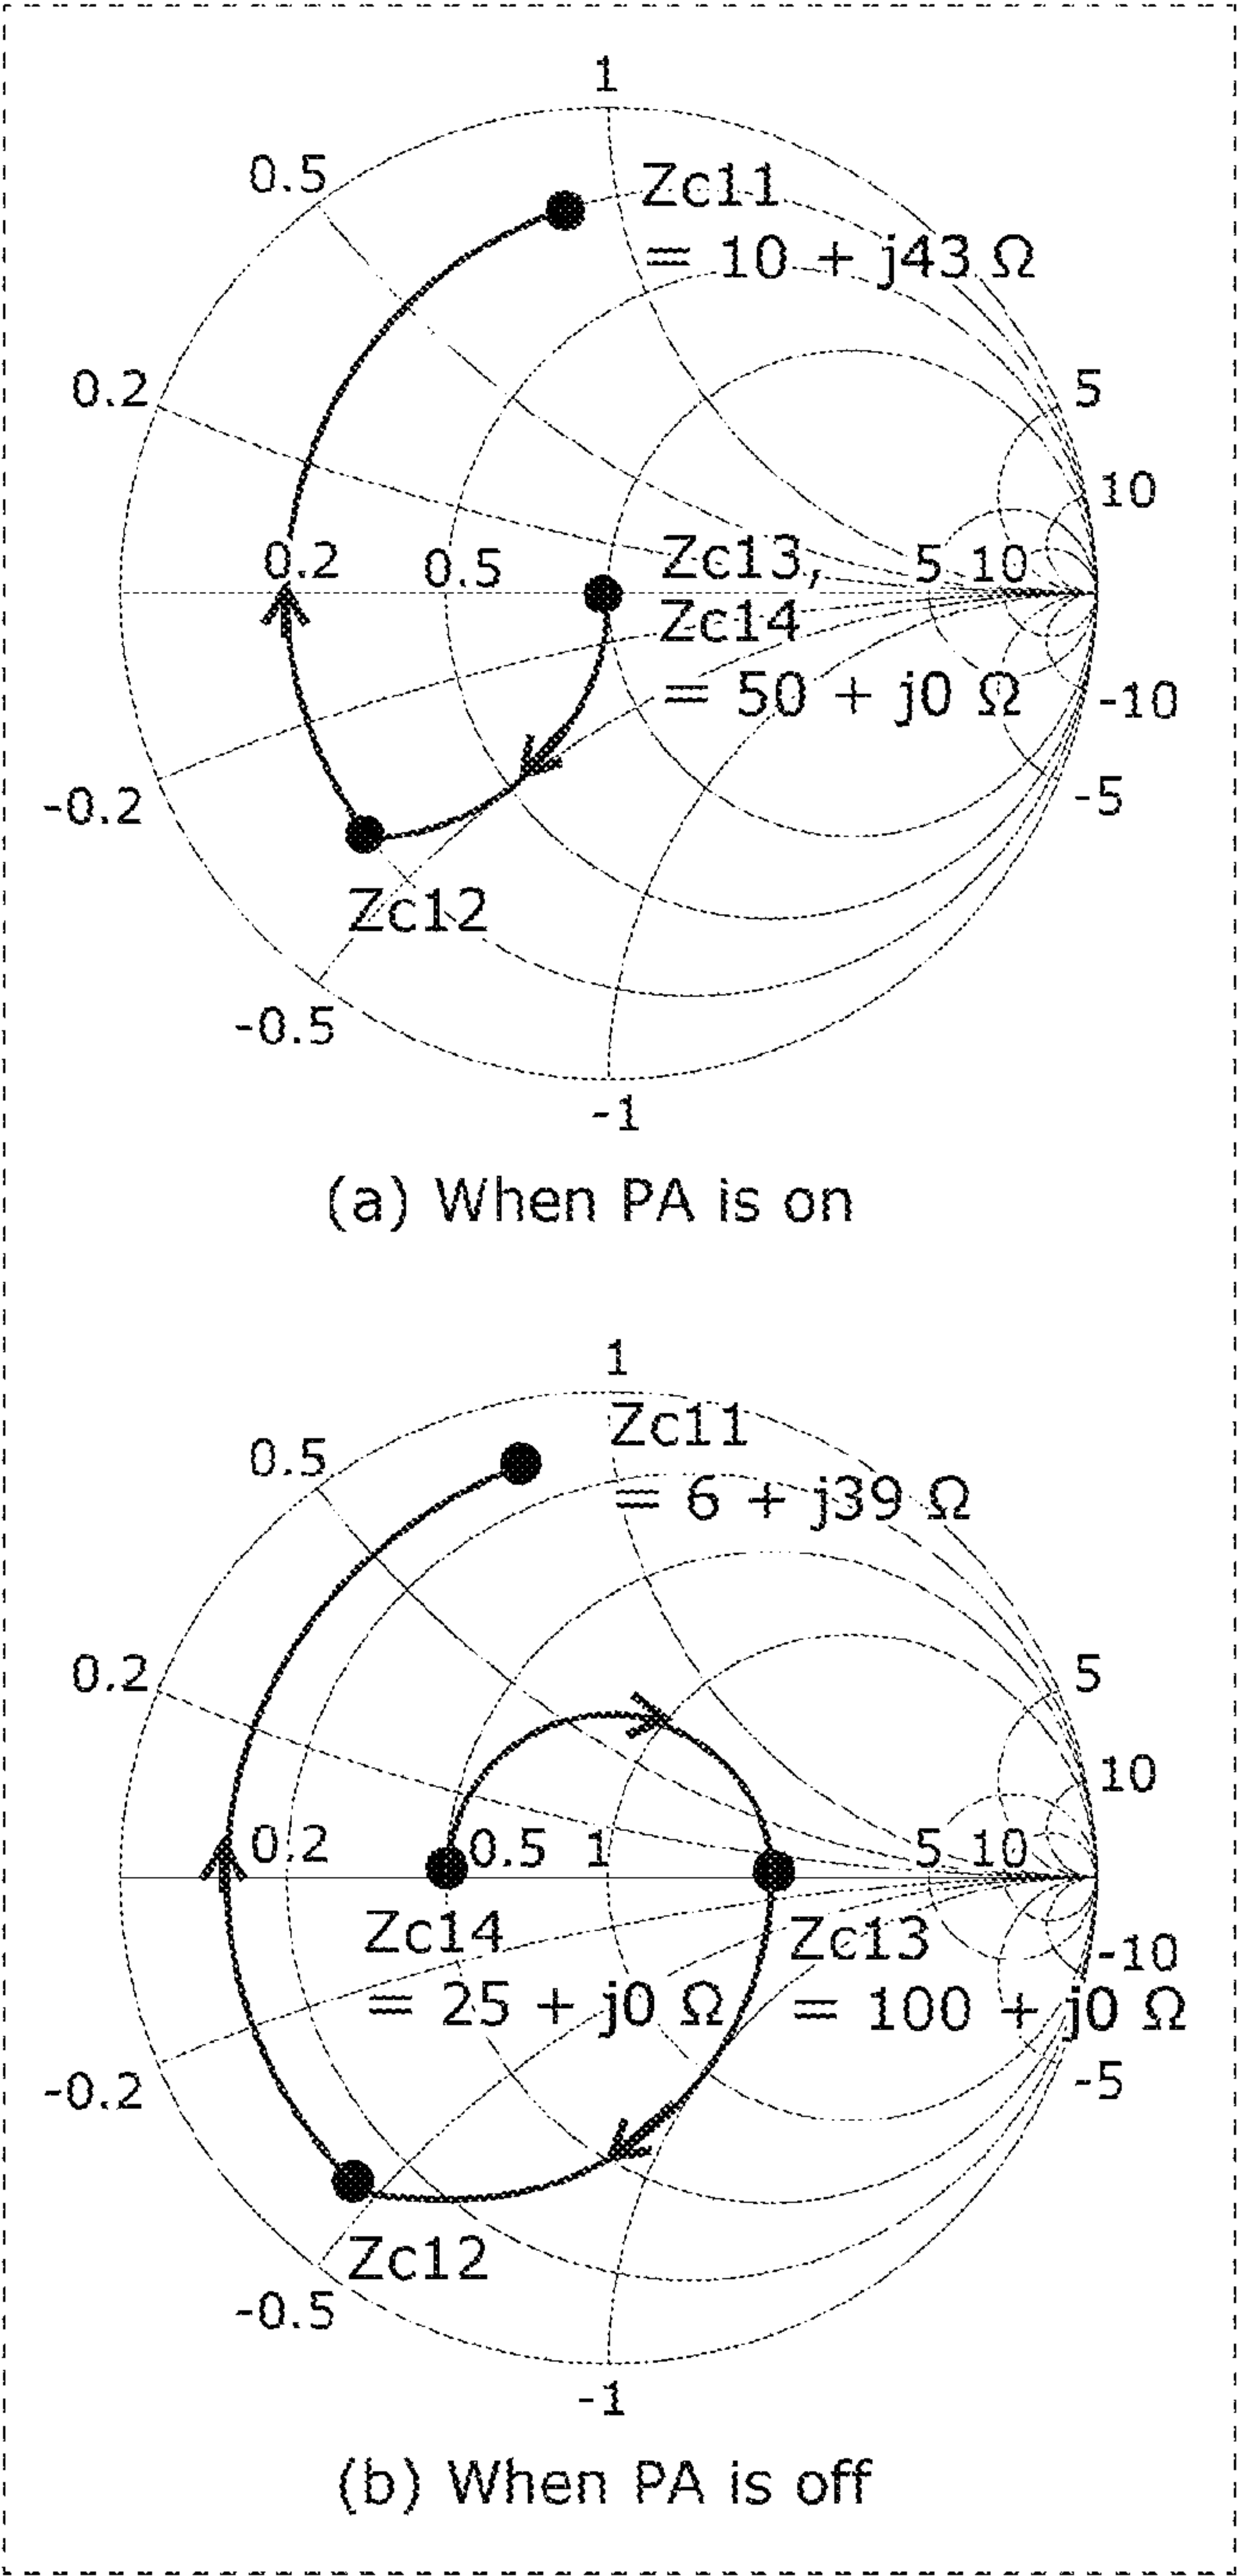 1
0.5
Zc11
= 10 + j43 Ω
0.2
5
10
0.2
0.5
Zc13,
Zc14
= 50 + j0 Ω
5
10
-10
-0.2
-5
Zc12
-0.5
-1
(a) When PA is on
1
0.5
Zc11
= 6 + j39 Ω
0.2
5
10
0.2
0.5
1
5
10
Zc14
= 25 + j0 Ω
Zc13
= 100 + j0 Ω
-10
-0.2
-5
Zc12
-0.5
-1
(b) When PA is off